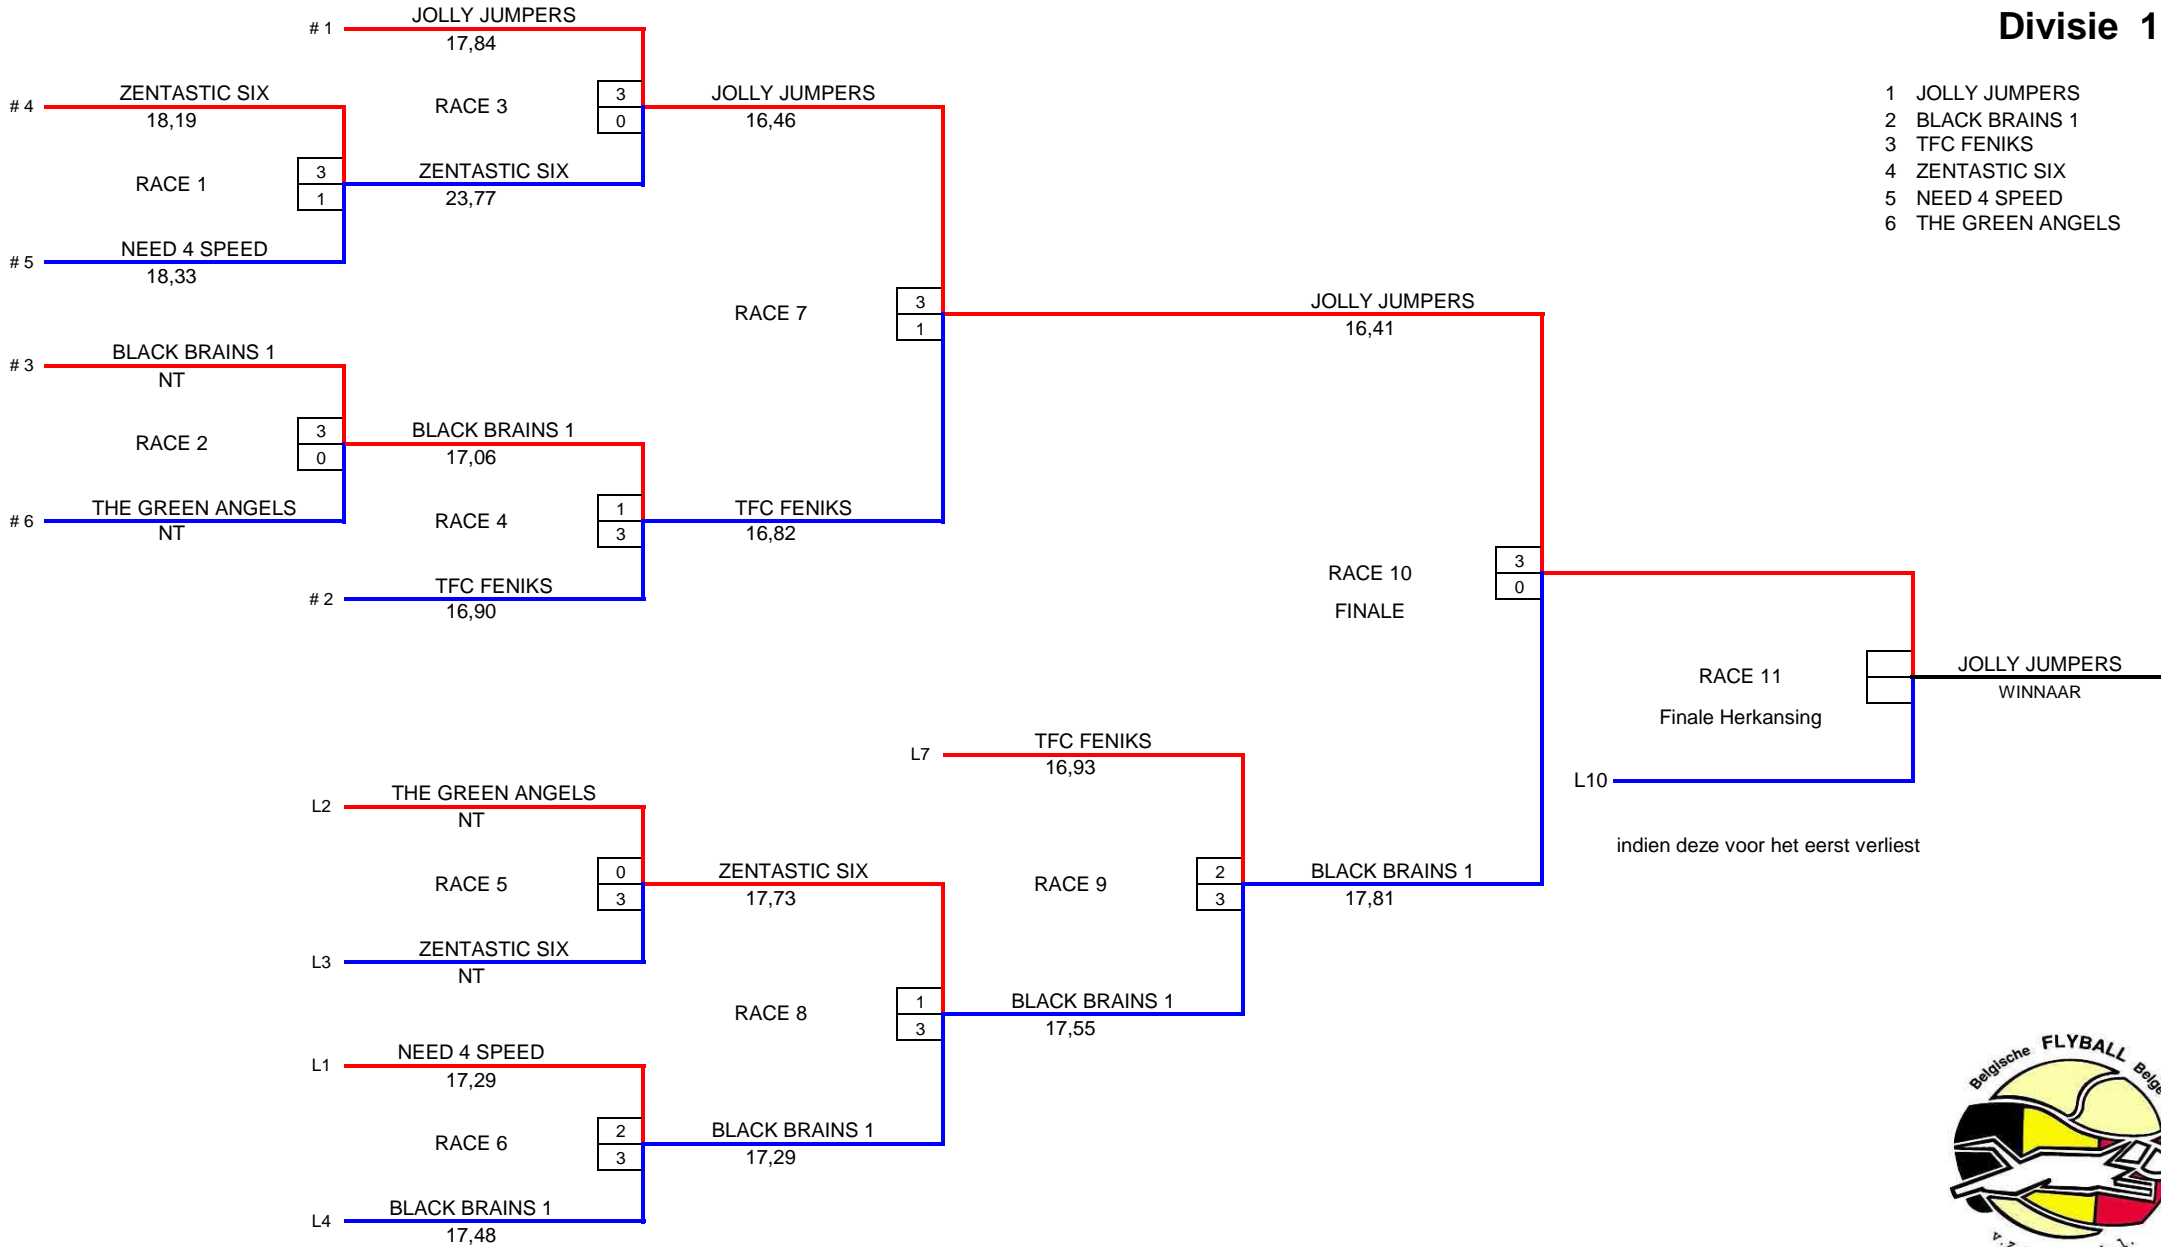 Divisie 1
1 JOLLY JUMPERS
2 BLACK BRAINS 1
3 TFC FENIKS
4 ZENTASTIC SIX
5 NEED 4 SPEED
6 THE GREEN ANGELS
# 1 JOLLY JUMPERS
17,84
# 4 ZENTASTIC SIX
18,19
RACE 3
3
0
JOLLY JUMPERS
16,46
RACE 1
3
1
ZENTASTIC SIX
23,77
# 5 NEED 4 SPEED
18,33
RACE 7
3
1
JOLLY JUMPERS
16,41
# 3 BLACK BRAINS 1
NT
RACE 2
3
0
BLACK BRAINS 1
17,06
# 6 THE GREEN ANGELS
NT
RACE 4
1
3
TFC FENIKS
16,82
# 2 TFC FENIKS
16,90
RACE 10
FINALE
3
0
RACE 11
Finale Herkansing
JOLLY JUMPERS
WINNAAR
L10
indien deze voor het eerst verliest
L7 TFC FENIKS
16,93
L2 THE GREEN ANGELS
NT
RACE 5
0
3
ZENTASTIC SIX
17,73
RACE 9
2
3
BLACK BRAINS 1
17,81
L3 ZENTASTIC SIX
NT
RACE 8
1
3
BLACK BRAINS 1
17,55
L1 NEED 4 SPEED
17,29
RACE 6
2
3
BLACK BRAINS 1
17,29
L4 BLACK BRAINS 1
17,48
Belgische FLYBALL